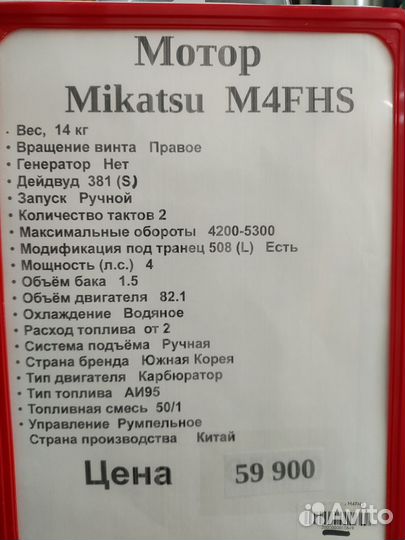 Мотор
Mikatsu M4FHS
· Вес, 14 кг
• Вращение винта Правое
• Генератор Нет
• Дейдвуд 381 (S)
• Запуск Ручной
• Количество тактов 2
• Максимальные обороты 4200-5300
• Модификация под транец 508 (L) Есть
• Мощность (л.с.) 4
• Объём бака 1.5
• Объём двигателя 82.1
• Охлаждение Водяное
• Расход топлива от 2
• Система подъёма Ручная
• Страна бренда Южная Корея
• Тип двигателя Карбюратор
• Тип топлива АИ95
• Топливная смесь 50/1
• Управление Румпельное
Страна производства Китай
Цена 59 900
Avito